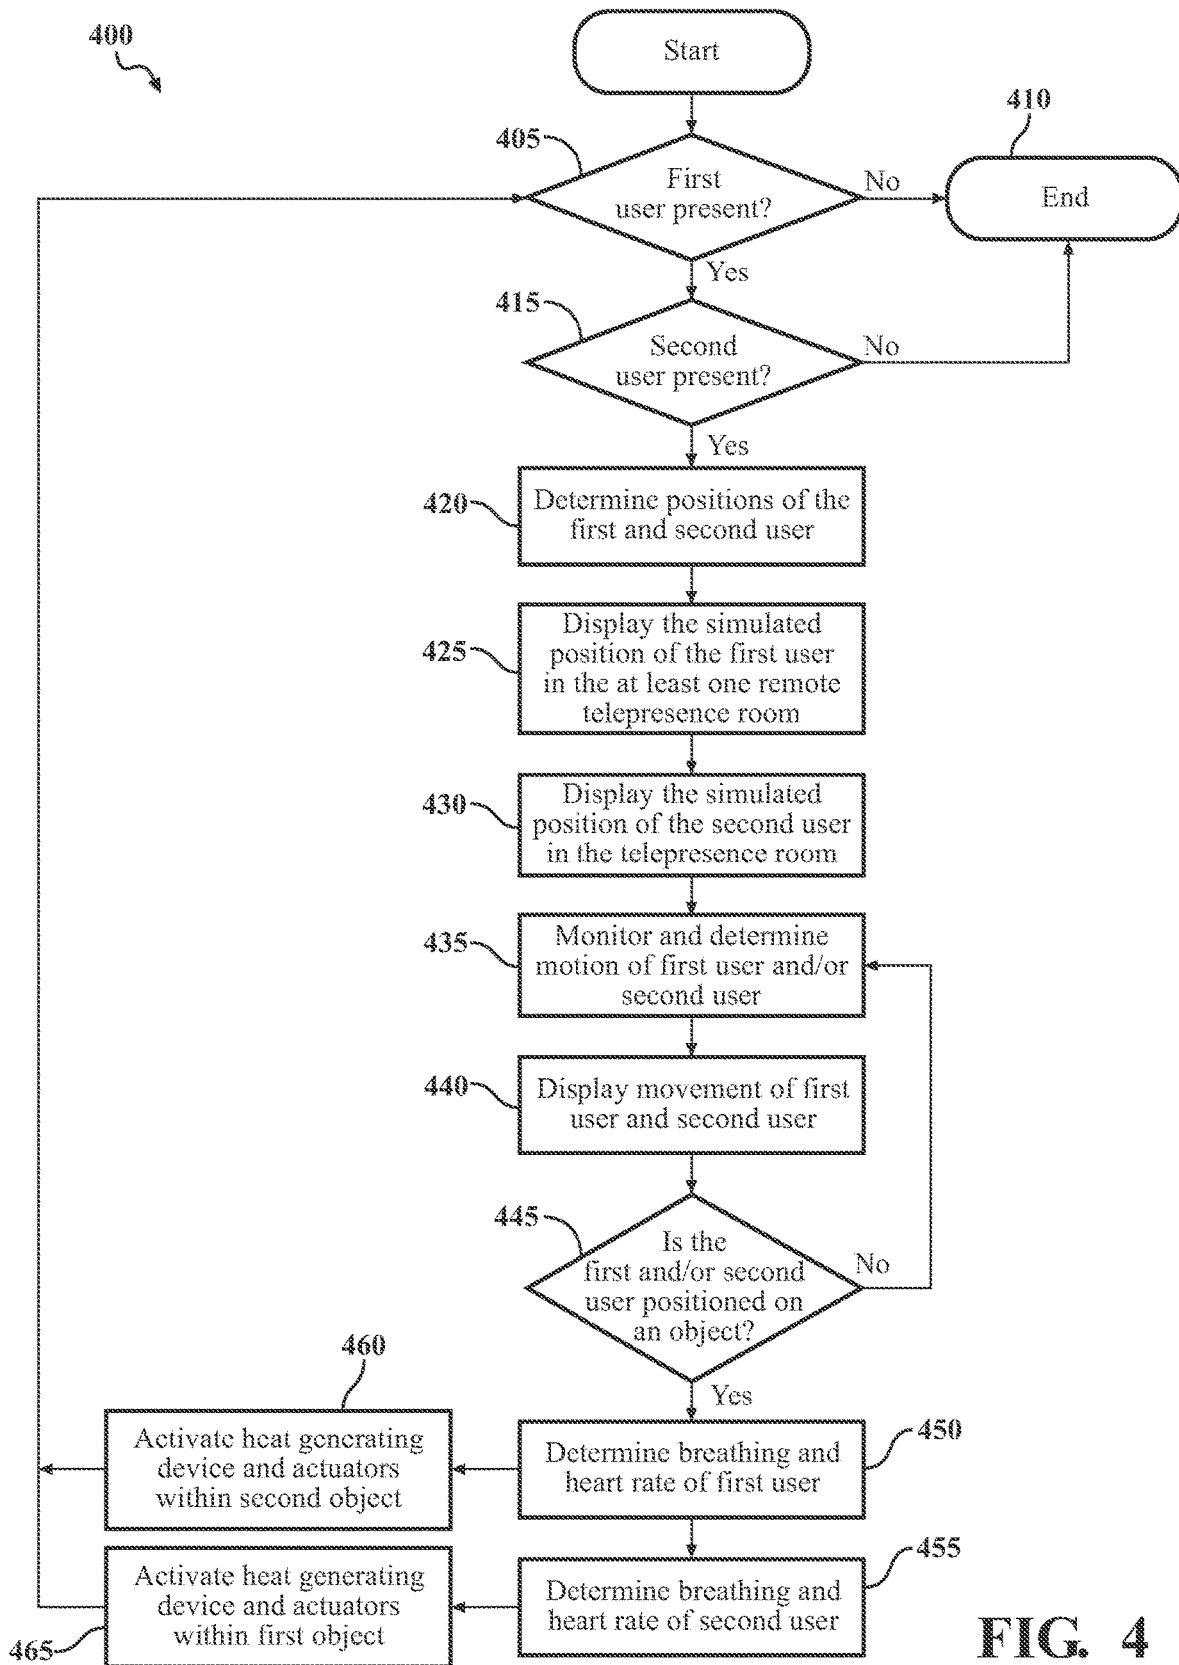 400
Start
410
405
First
user present?
No
End
Yes
415
Second
user present?
No
Yes
420
Determine positions of the
first and second user
425
Display the simulated
position of the first user
in the at least one remote
telepresence room
430
Display the simulated
position of the second user
in the telepresence room
435
Monitor and determine
motion of first user and/or
second user
440
Display movement of first
user and second user
445
Is the
first and/or second
user positioned on
an object?
No
Yes
460
Activate heat generating
device and actuators
within second object
450
Determine breathing and
heart rate of first user
455
Determine breathing and
heart rate of second user
Activate heat generating
device and actuators
within first object
465
FIG. 4